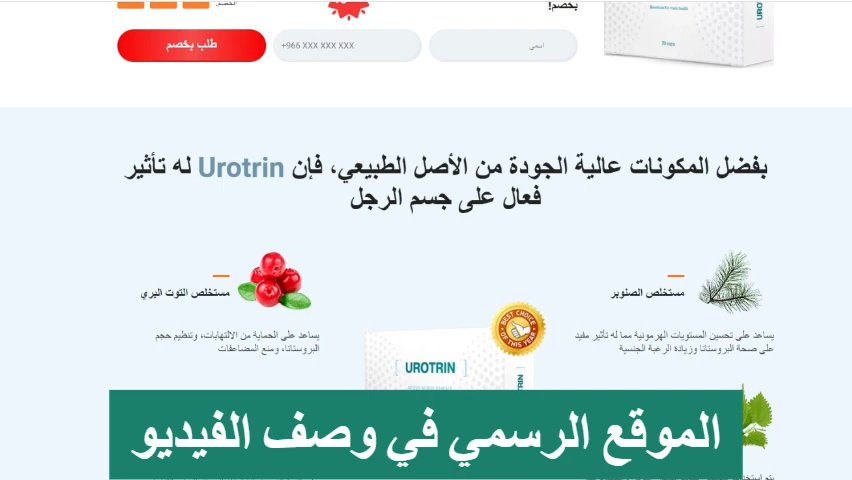 بخصم!
+966 XXX XXX XXX
اسمي
طلب بخصم
Drops
بفضل المكونات عالية الجودة من الأصل الطبيعي، فإن Urotrin له تأثير
فعال على جسم الرجل
مستخلص الصنوبر
يساعد على تحسين المستويات الهرمونية مما له تأثير مفيد
على صحة البروستاتا وزيادة الرغبة الجنسية
مستخلص التوت البري
يساعد على الحماية من الالتهابات، وتنظيم حجم
البروستاتا، ومنع المضاعفات
BEST CHOICE
OF THIS YEAR
UROTRIN
الموقع الرسمي في وصف الفيديو